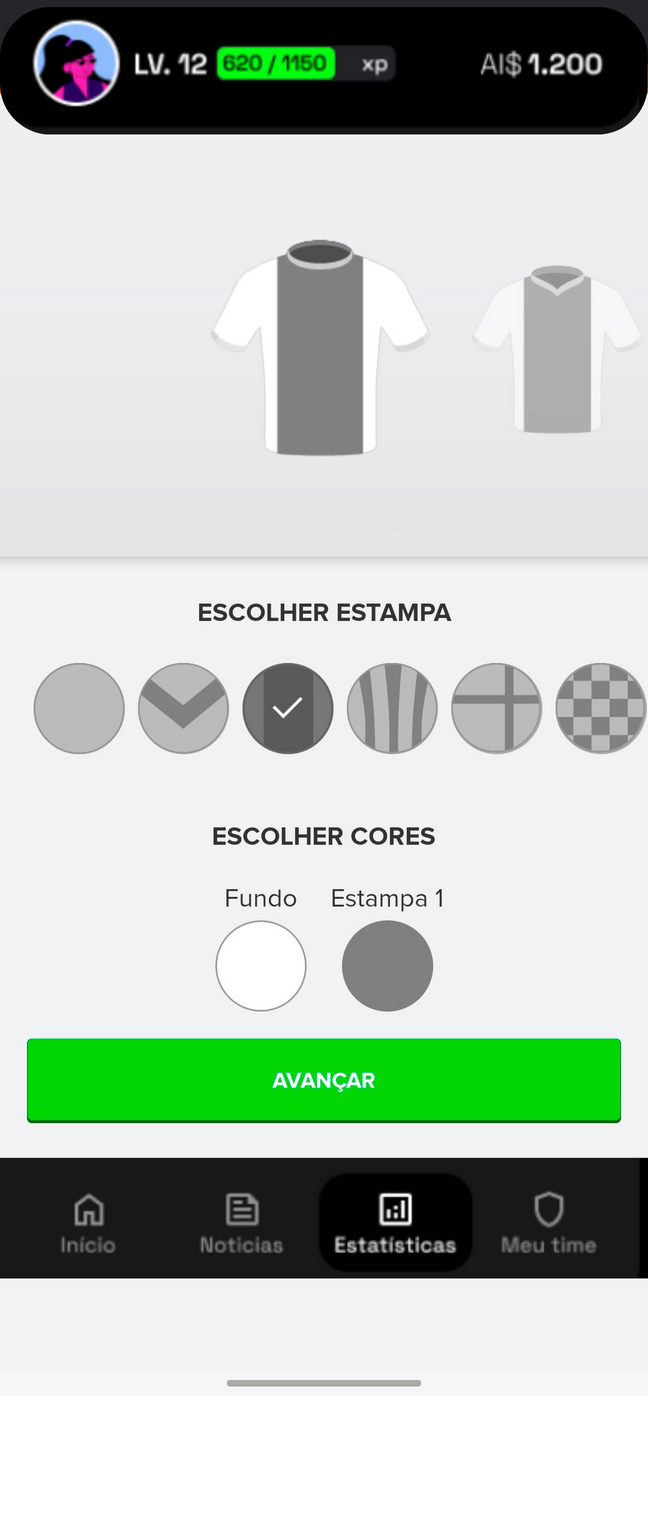 LV. 12 620 / 1150 xp AI$ 1.200
ESCOLHER ESTAMPA
ESCOLHER CORES
Fundo Estampa 1
AVANÇAR
Início Noticias Estatísticas Meu time